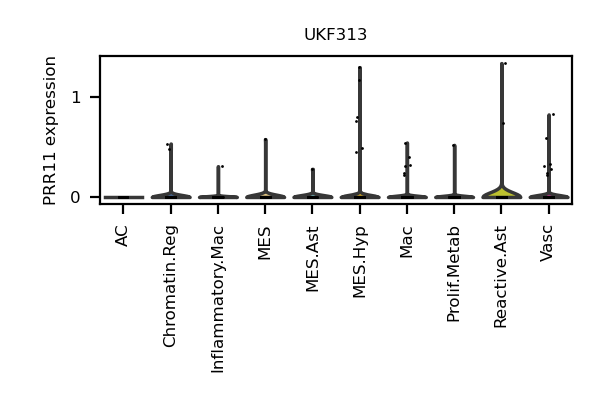 UKF313
PRR11 expression
1
0
AC
Chromatin.Reg
Inflammatory.Mac
MES
MES.Ast
MES.Hyp
Mac
Prolif.Metab
Reactive.Ast
Vasc